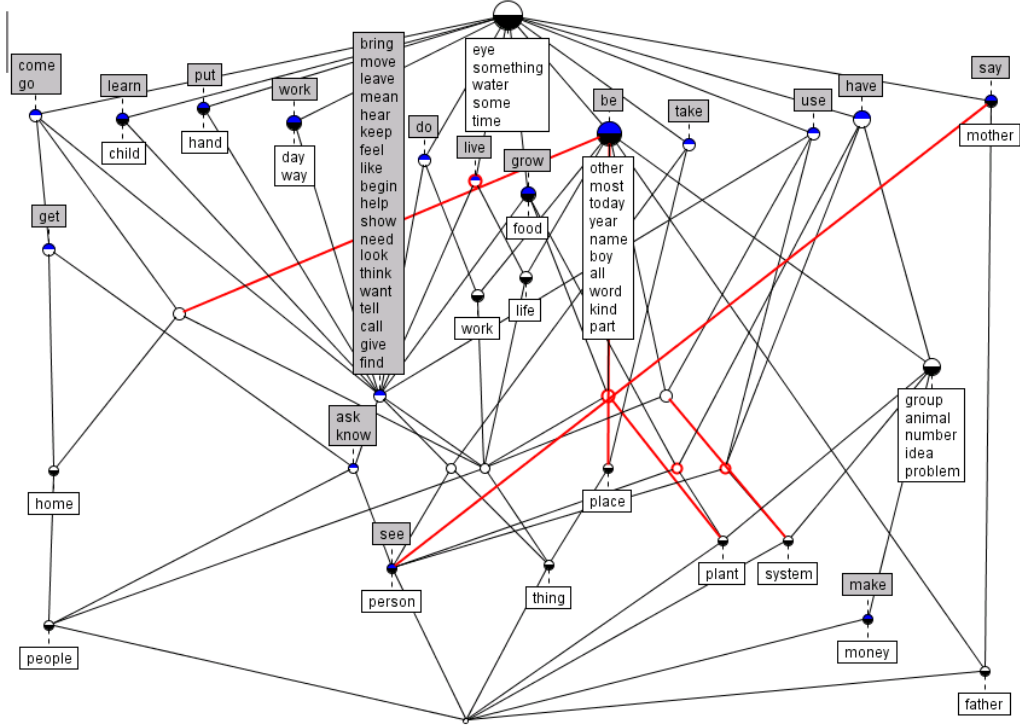 come
go
learn
put
work
bring
move
leave
mean
hear
keep
feel
like
begin
help
show
need
look
think
want
tell
call
give
find
eye
something
water
some
time
be
take
use
have
say
child
hand
day
way
do
live
grow
mother
get
food
other
most
today
year
name
boy
all
word
kind
part
work
life
group
animal
number
idea
problem
ask
know
home
place
see
person
thing
plant
system
make
money
people
father